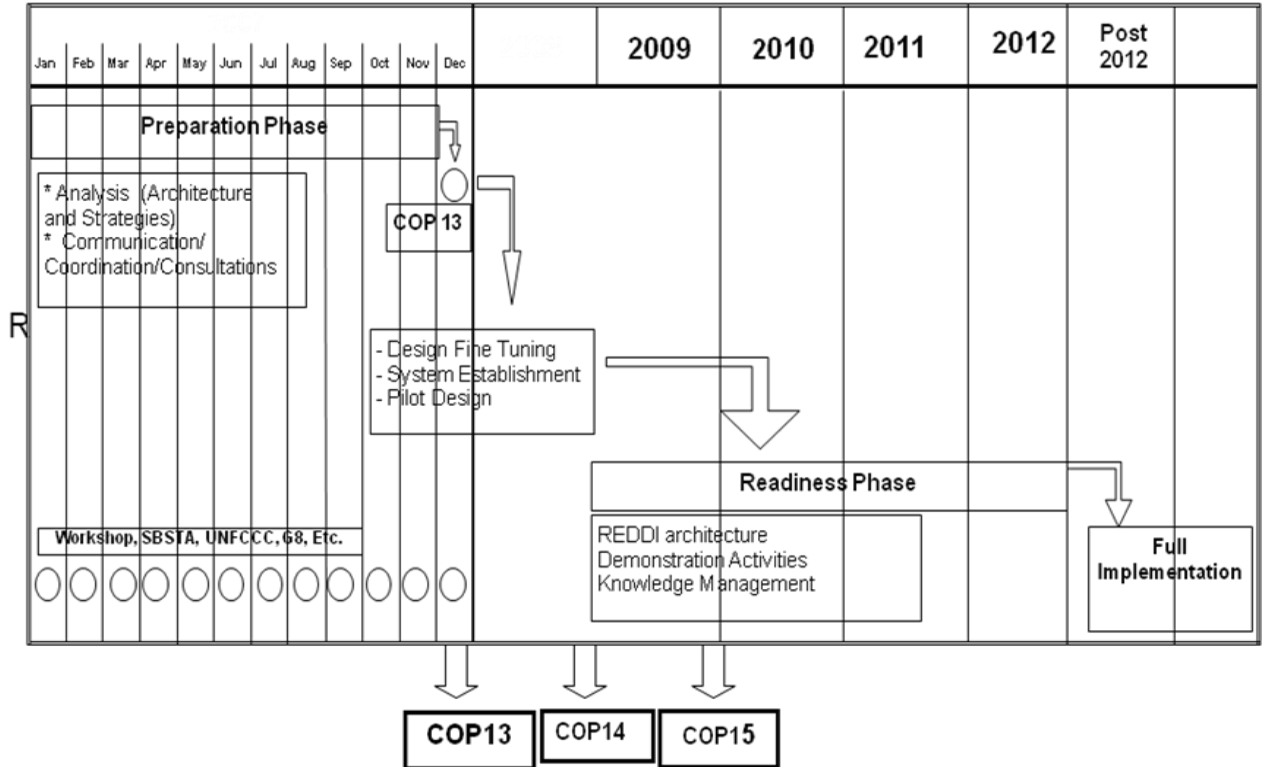 Jan Feb Mar Apr May Jun Jul Aug Sep Oct Nov Dec
2009 2010 2011 2012 Post
2012
Preparation Phase
* Analysis (Architecture
and Strategies)
* Communication/
Coordination/Consultations
COP 13
R
- Design Fine Tuning
- System Establishment
- Pilot Design
Readiness Phase
REDDI architecture
Demonstration Activities
Knowledge Management
Workshop, SBSTA, UNFCCC, G8, Etc.
Full
Implementation
COP13
COP14
COP15